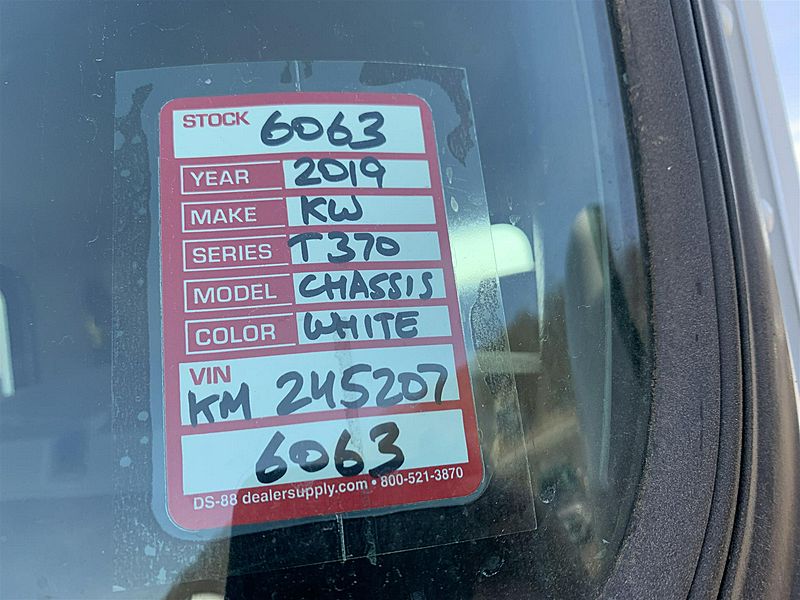 STOCK 6063
YEAR 2019
MAKE KW
SERIES T370
MODEL CHASSIS
COLOR WHITE
VIN
KM 245207
6063
DS-88 dealersupply.com • 800-521-3870